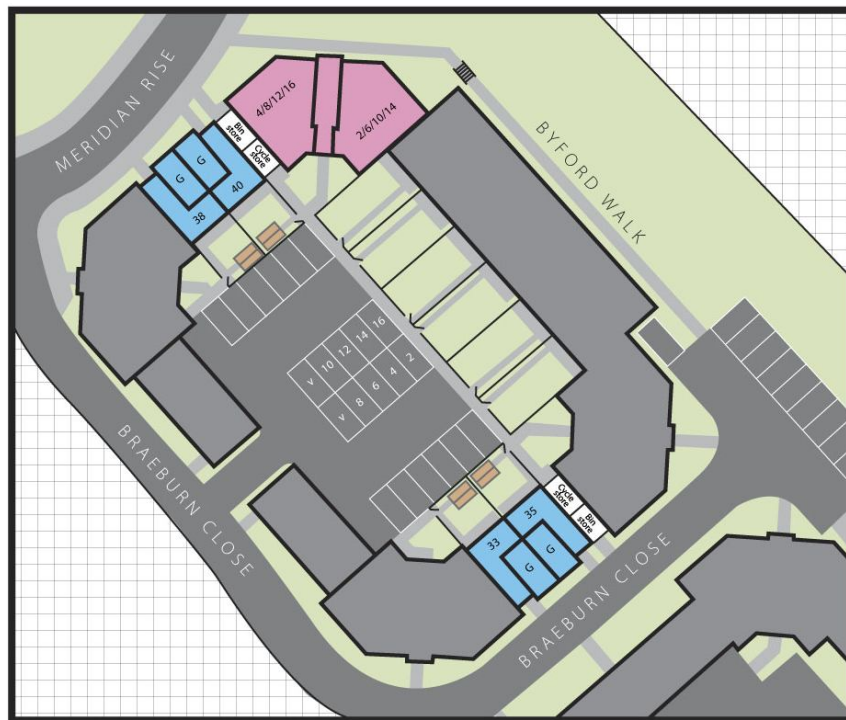 MERIDIAN RISE
4/8/12/16
2/6/10/14
BYFORD WALK
Bin
store
Cycle
store
G
G
40
38
v 10 12 14 16
v 8 6 4 2
BRAEBURN CLOSE
Cycle
store
Bin
store
35
33
G
G
BRAEBURN CLOSE